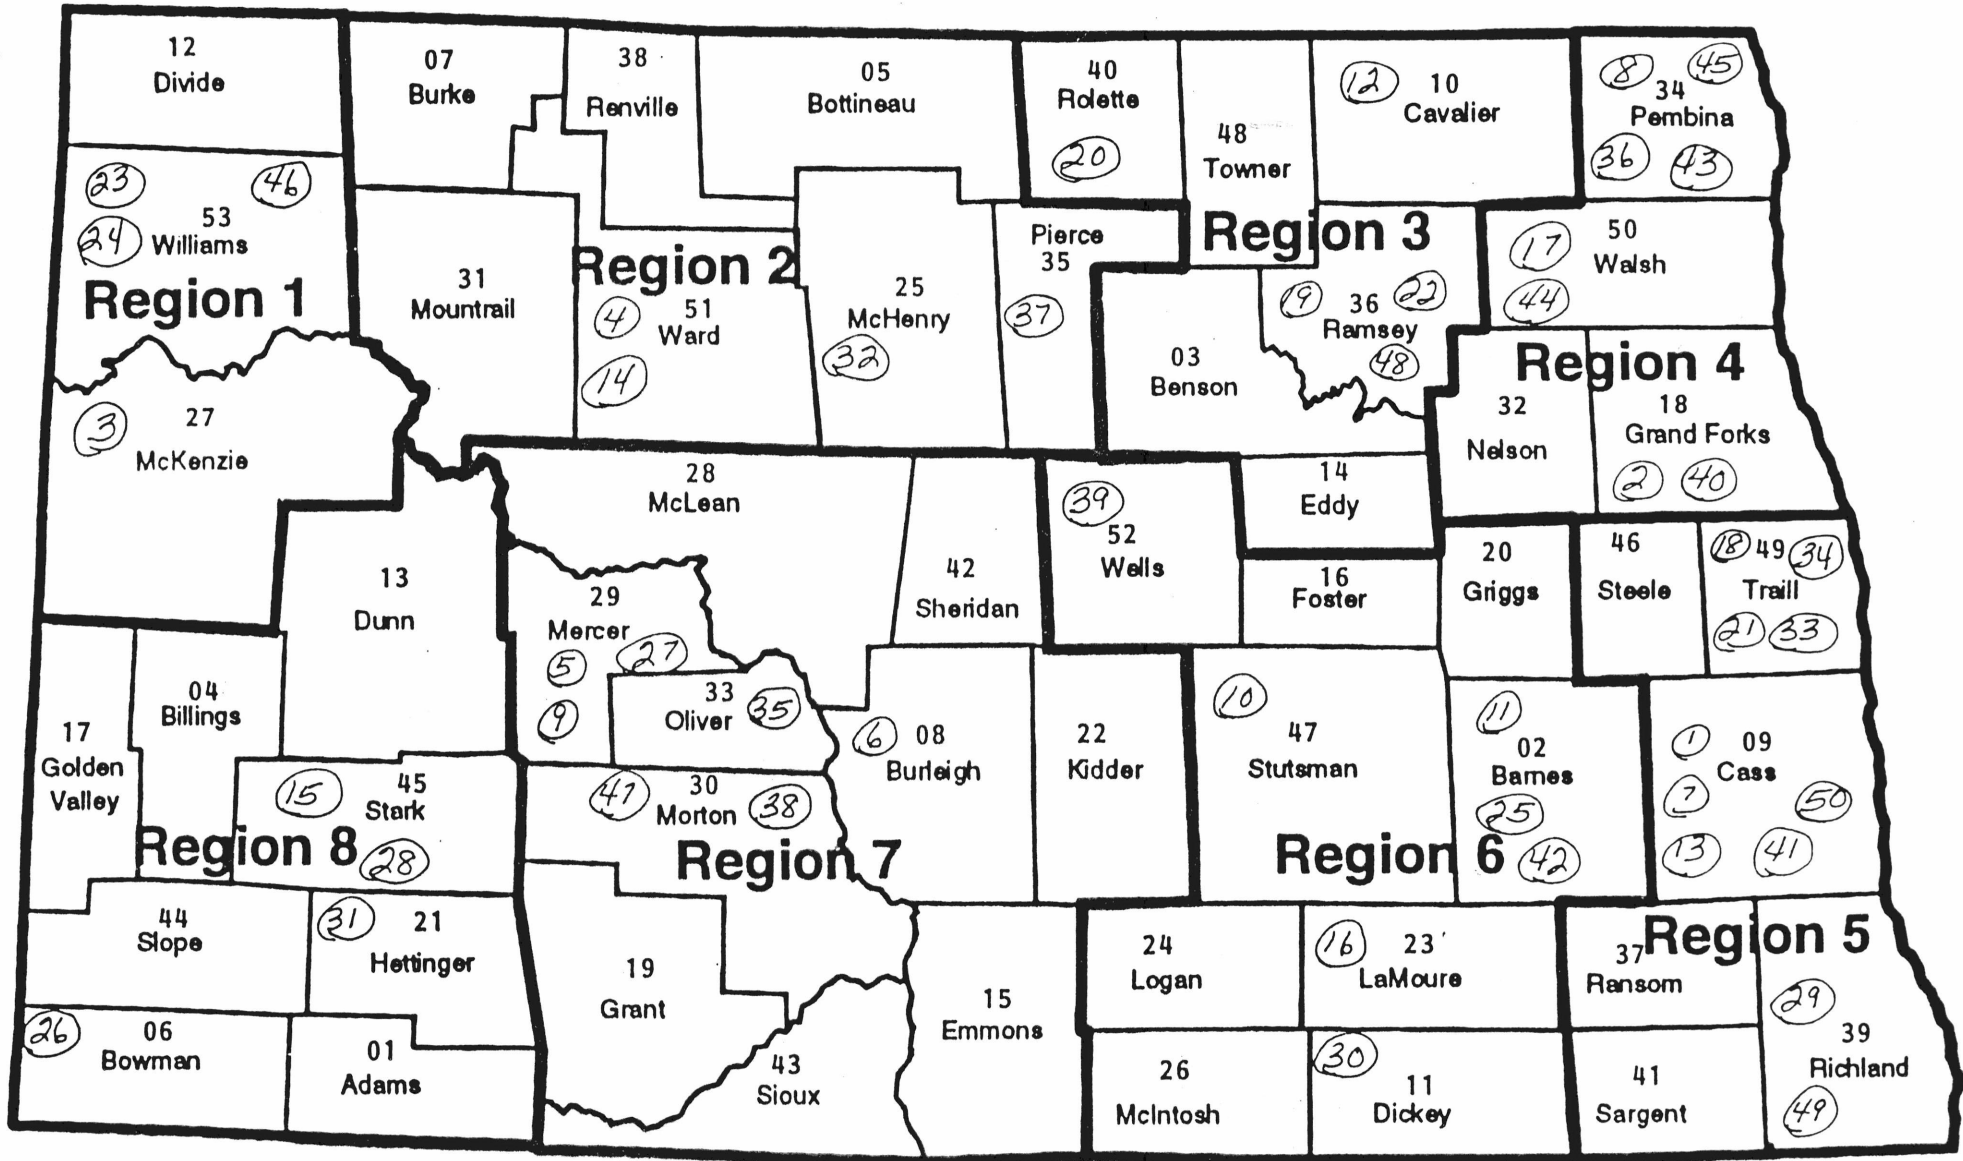 12
Divide
07
Burke
38
Renville
05
Bottineau
40
Rolette
20
48
Towner
12
10
Cavalier
8
45
34
Pembina
36
43
23
46
53
24
Williams
Region 1
31
Mountrail
Region 2
4
51
Ward
14
25
McHenry
32
Pierce
35
37
Region 3
19
36
22
Ramsey
48
03
Benson
17
50
Walsh
44
Region 4
32
Nelson
18
Grand Forks
2
40
3
27
McKenzie
28
McLean
42
Sheridan
39
52
Wells
14
Eddy
16
Foster
20
Griggs
46
Steele
18
49
34
Traill
21
33
13
Dunn
29
Mercer
27
5
9
33
Oliver
35
04
Billings
17
Golden
Valley
15
45
Stark
Region 8
28
30
Morton
38
Region 7
6
08
Burleigh
22
Kidder
10
47
Stutsman
Region 6
11
02
Barnes
25
42
1
09
Cass
7
50
13
41
44
Slope
31
21
Hettinger
19
Grant
15
Emmons
24
Logan
16
23
LaMoure
37
Ransom
Region 5
29
39
Richland
49
26
06
Bowman
01
Adams
43
Sioux
26
McIntosh
30
11
Dickey
41
Sargent